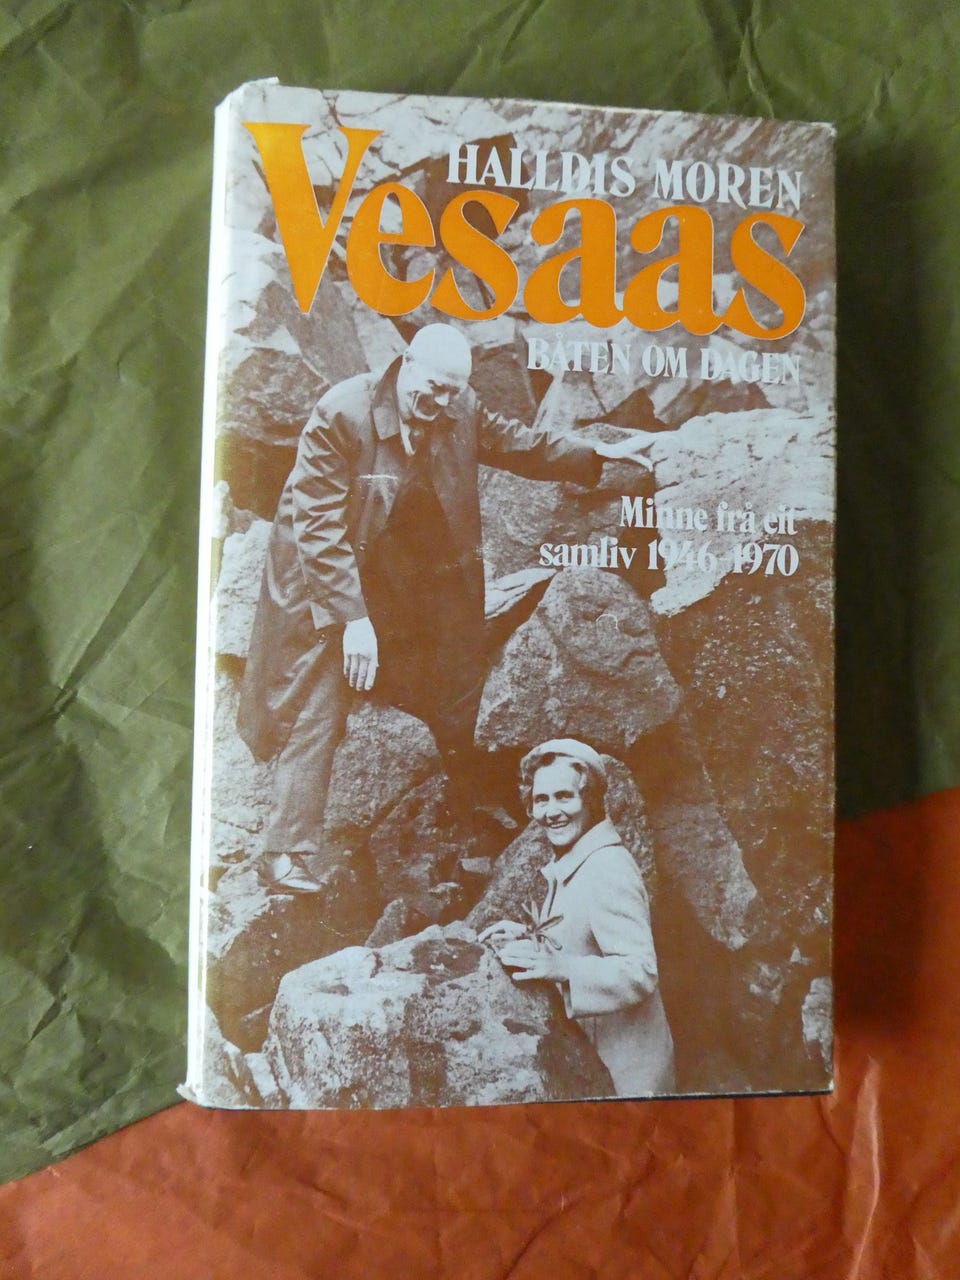 HALLDIS MOREN
Vesaas
BÅTEN OM DAGEN
Minne frå eit
samliv 1946-1970